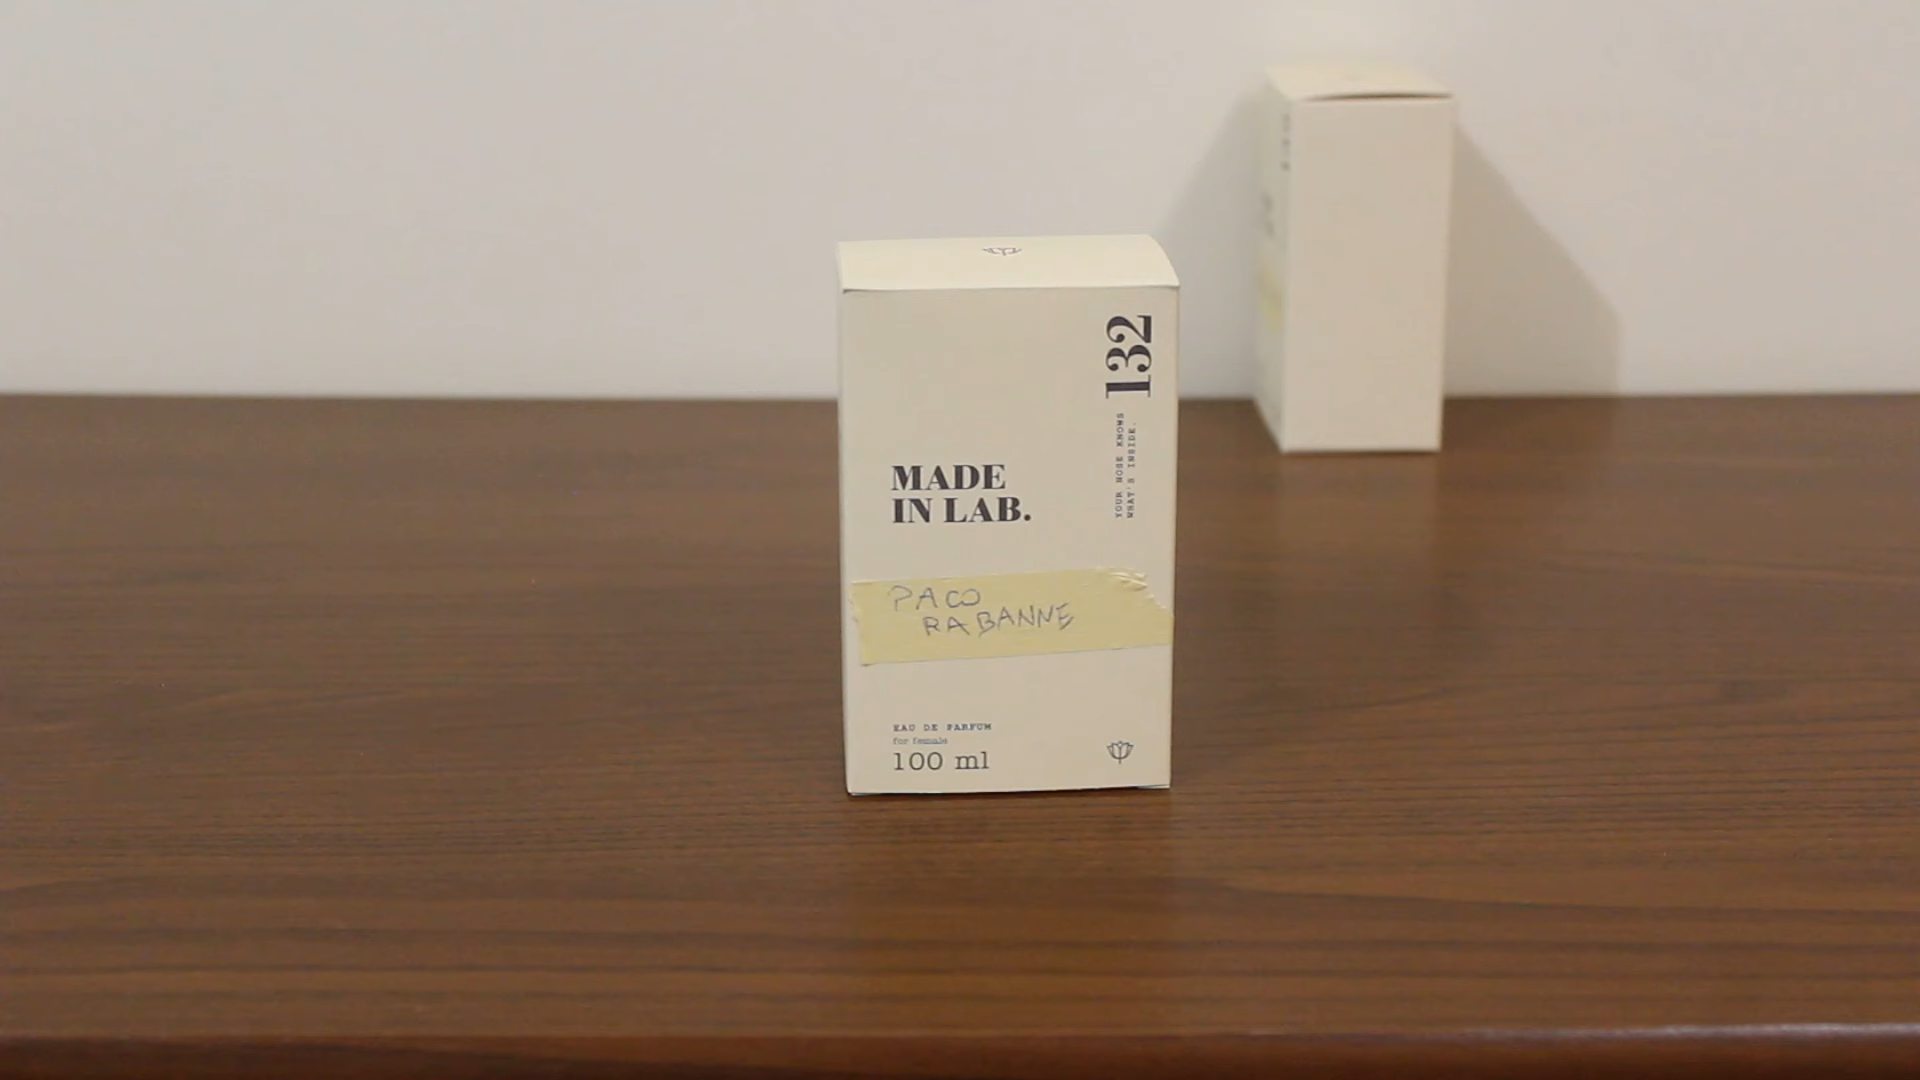 132
YOUR NOSE KNOWS
WHAT'S INSIDE.
MADE
IN LAB.
PACO
RABANNE
EAU DE PARFUM
for female
100 ml